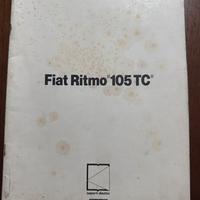 Fiat Ritmo "105 TC"